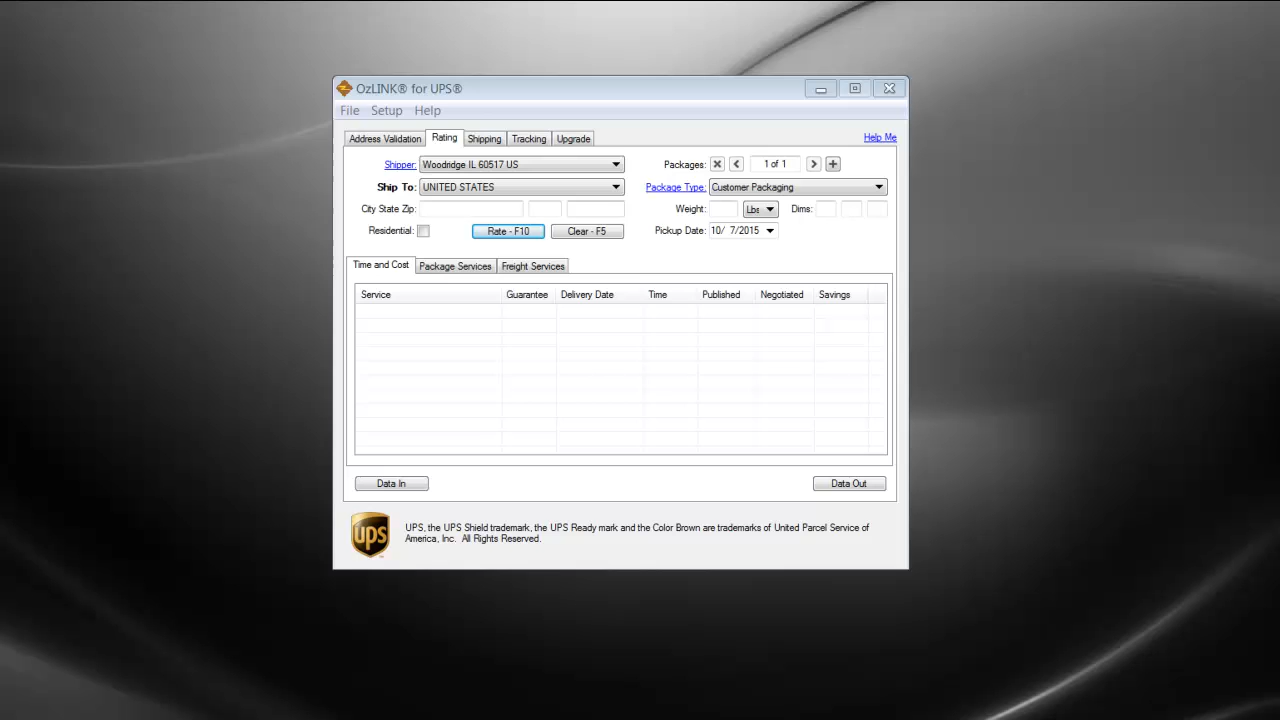 OzLINK® for UPS®
File Setup Help
Address Validation Rating Shipping Tracking Upgrade Help Me
Shipper: Woodridge IL 60517 US Packages: 1 of 1
Ship To: UNITED STATES Package Type: Customer Packaging
City State Zip: Weight: Lbs Dims:
Residential: Rate - F10 Clear - F5 Pickup Date: 10/ 7/2015
Time and Cost Package Services Freight Services
Service Guarantee Delivery Date Time Published Negotiated Savings
Data In Data Out
ups
UPS, the UPS Shield trademark, the UPS Ready mark and the Color Brown are trademarks of United Parcel Service of
America, Inc. All Rights Reserved.